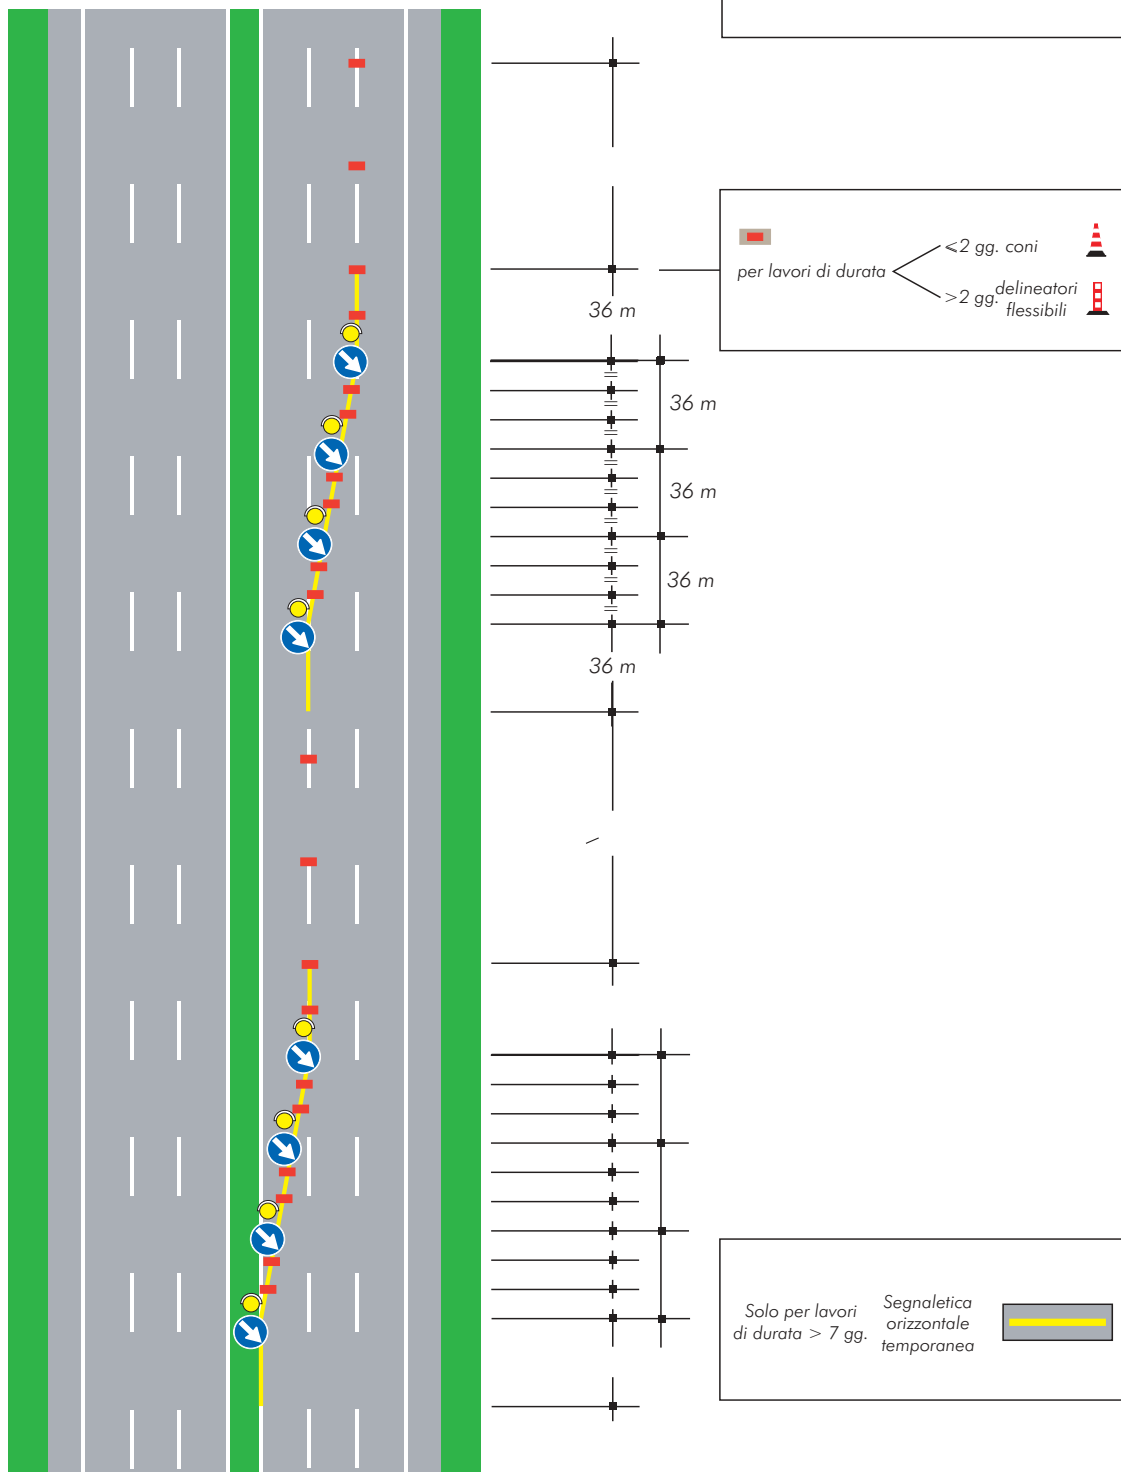 36 m
36 m
36 m
36 m
36 m
per lavori di durata
<2 gg. coni
>2 gg. delineatori
flessibili
Solo per lavori
di durata > 7 gg.
Segnaletica
orizzontale
temporanea